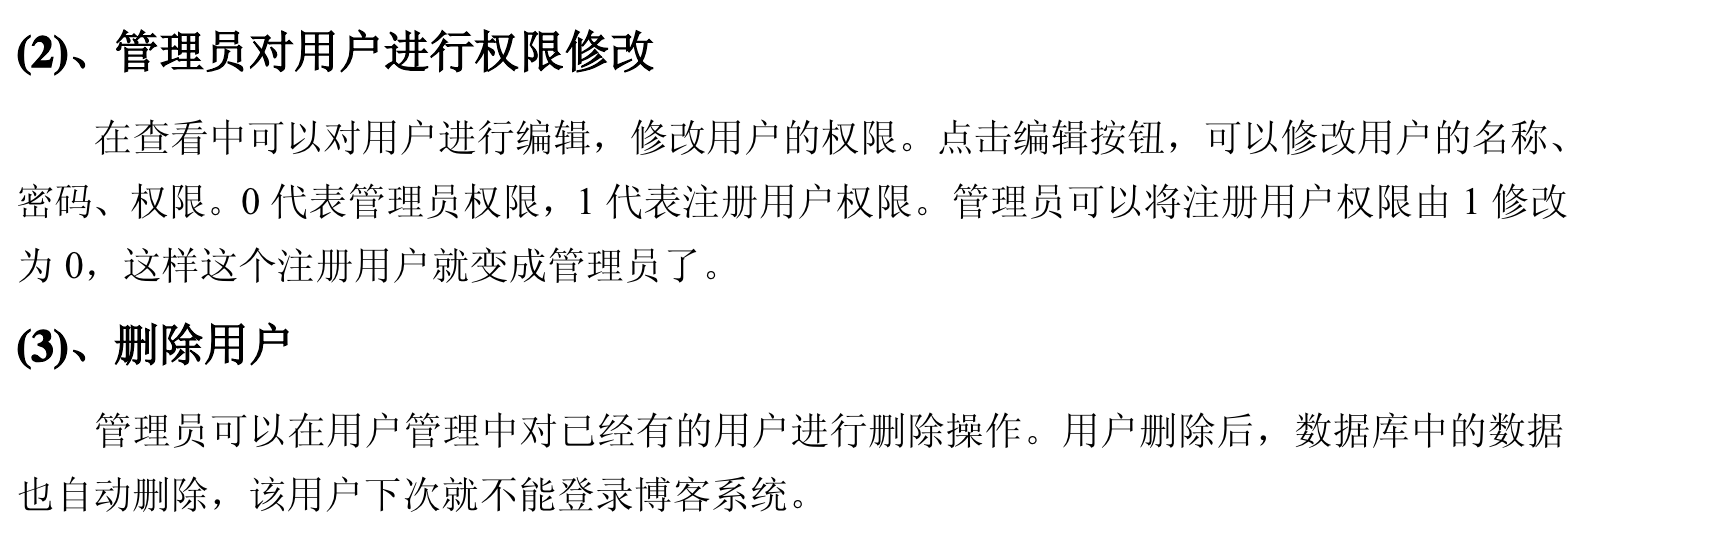 (2)、管理员对用户进行权限修改
在查看中可以对用户进行编辑，修改用户的权限。点击编辑按钮，可以修改用户的名称、
密码、权限。0 代表管理员权限，1 代表注册用户权限。管理员可以将注册用户权限由 1 修改
为 0，这样这个注册用户就变成管理员了。
(3)、删除用户
管理员可以在用户管理中对已经有的用户进行删除操作。用户删除后，数据库中的数据
也自动删除，该用户下次就不能登录博客系统。